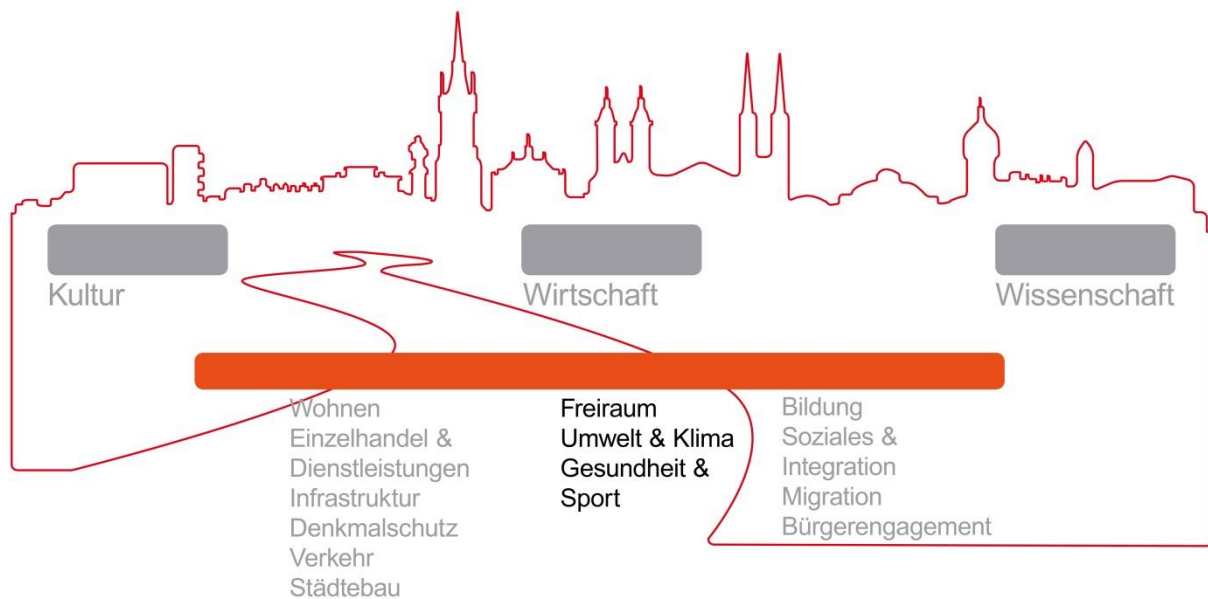 Kultur
Wirtschaft
Wissenschaft
Wohnen
Einzelhandel &
Dienstleistungen
Infrastruktur
Denkmalschutz
Verkehr
Städtebau
Freiraum
Umwelt & Klima
Gesundheit &
Sport
Bildung
Soziales &
Integration
Migration
Bürgerengagement